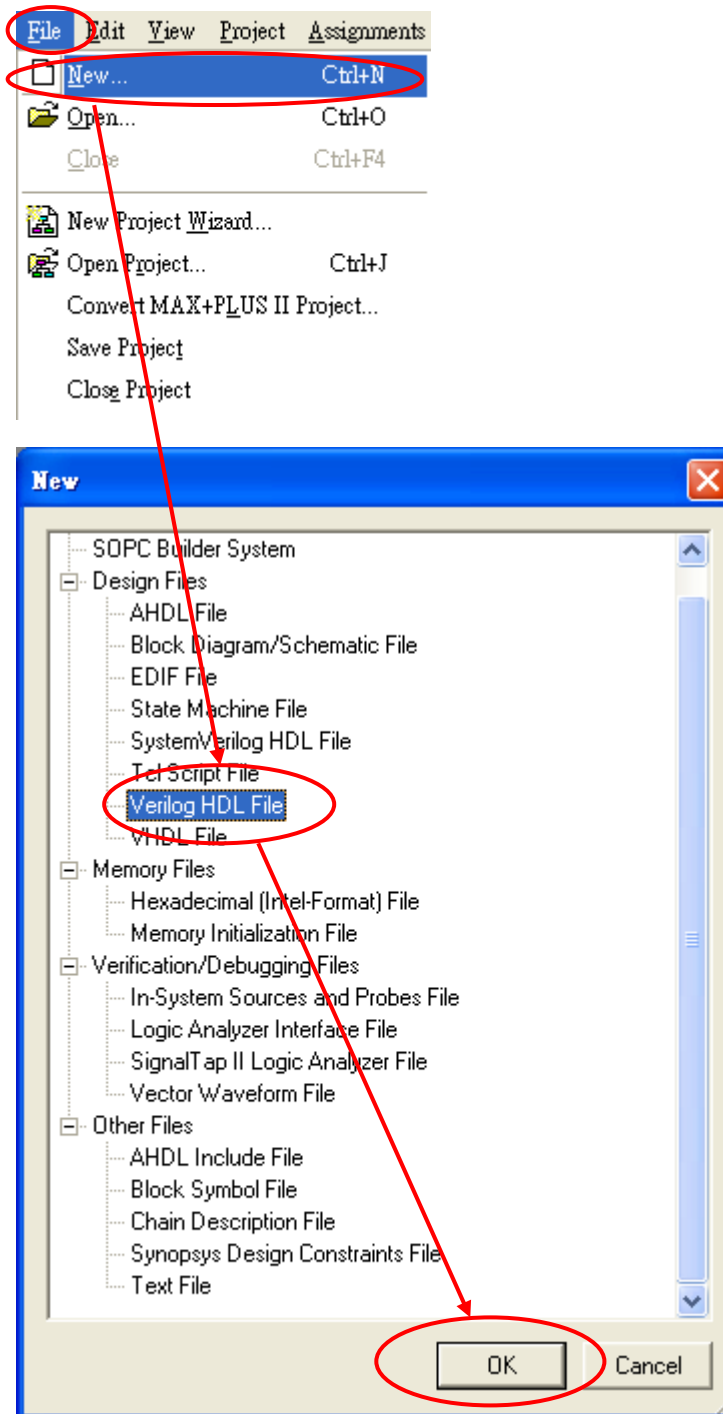 File Edit View Project Assignments
New... Ctrl+N
Open... Ctrl+O
Close Ctrl+F4
New Project Wizard...
Open Project... Ctrl+J
Convert MAX+PLUS II Project...
Save Project
Close Project
New
SOPC Builder System
Design Files
AHDL File
Block Diagram/Schematic File
EDIF File
State Machine File
SystemVerilog HDL File
Tcl Script File
Verilog HDL File
VHDL File
Memory Files
Hexadecimal (Intel-Format) File
Memory Initialization File
Verification/Debugging Files
In-System Sources and Probes File
Logic Analyzer Interface File
SignalTap II Logic Analyzer File
Vector Waveform File
Other Files
AHDL Include File
Block Symbol File
Chain Description File
Synopsys Design Constraints File
Text File
OK Cancel